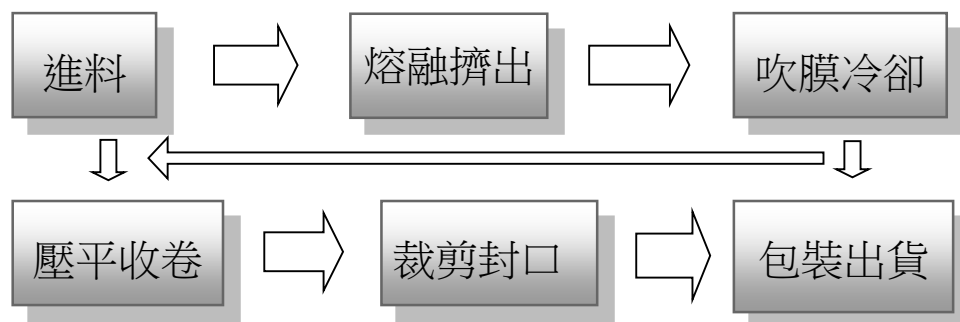 進料
熔融擠出
吹膜冷卻
壓平收卷
裁剪封口
包裝出貨